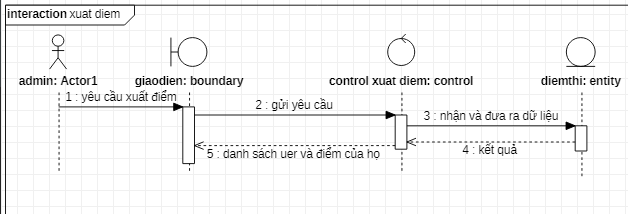 interaction xuat diem
admin: Actor1
giaodien: boundary
control xuat diem: control
diemthi: entity
1 : yêu cầu xuất điểm
2 : gửi yêu cầu
3 : nhận và đưa ra dữ liệu
4 : kết quả
5 : danh sách uer và điểm của họ